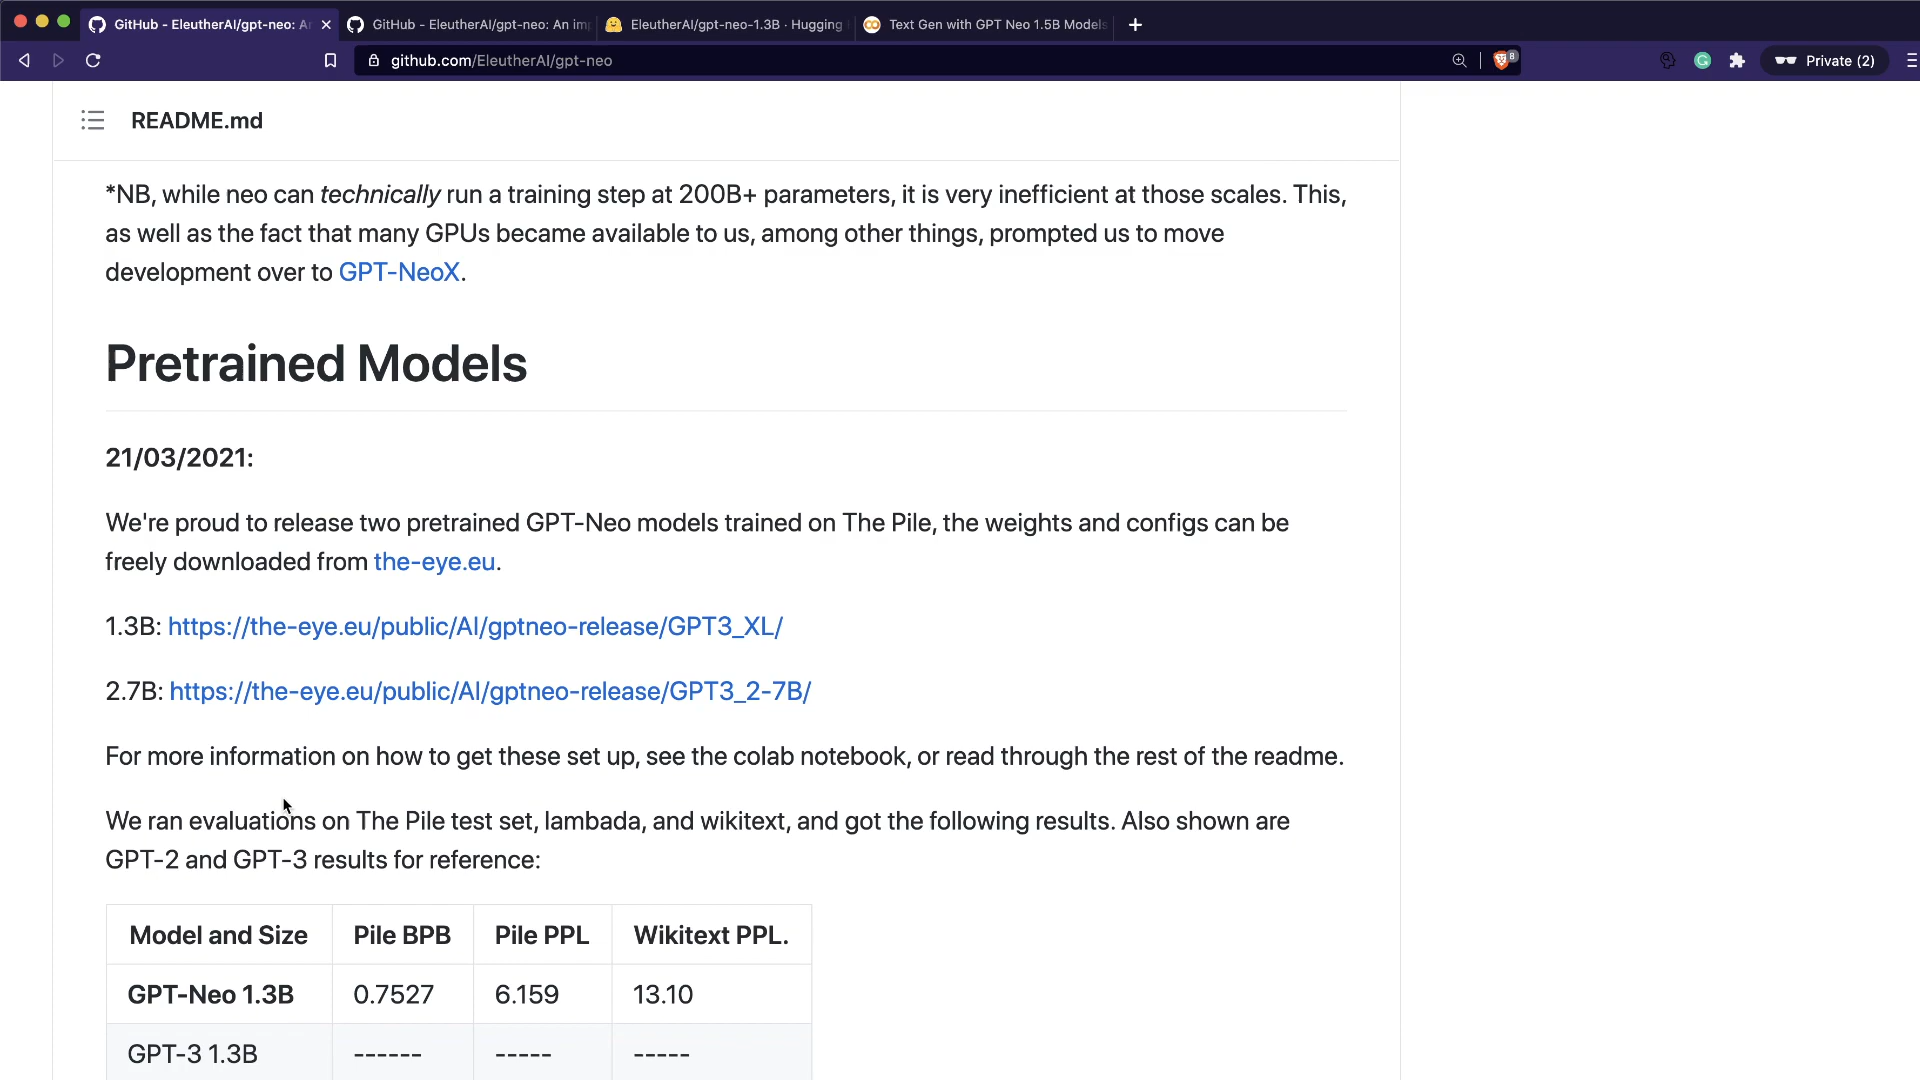 GitHub - EleutherAI/gpt-neo: A
GitHub - EleutherAI/gpt-neo: An im
EleutherAI/gpt-neo-1.3B · Hugging
Text Gen with GPT Neo 1.5B Models
github.com/EleutherAI/gpt-neo
8
Private (2)
README.md
*NB, while neo can technically run a training step at 200B+ parameters, it is very inefficient at those scales. This,
as well as the fact that many GPUs became available to us, among other things, prompted us to move
development over to GPT-NeoX.
Pretrained Models
21/03/2021:
We're proud to release two pretrained GPT-Neo models trained on The Pile, the weights and configs can be
freely downloaded from the-eye.eu.
1.3B: https://the-eye.eu/public/AI/gptneo-release/GPT3_XL/
2.7B: https://the-eye.eu/public/AI/gptneo-release/GPT3_2-7B/
For more information on how to get these set up, see the colab notebook, or read through the rest of the readme.
We ran evaluations on The Pile test set, lambada, and wikitext, and got the following results. Also shown are
GPT-2 and GPT-3 results for reference:
Model and Size Pile BPB Pile PPL Wikitext PPL.
GPT-Neo 1.3B 0.7527 6.159 13.10
GPT-3 1.3B ------ ----- -----